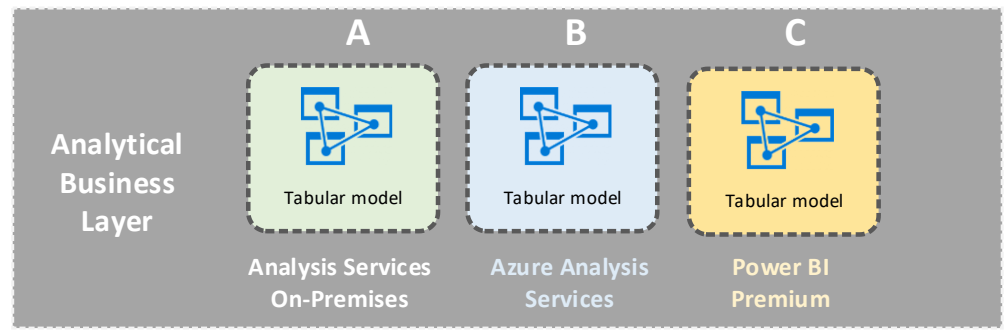 A
B
C
Analytical
Business
Layer
Tabular model
Tabular model
Tabular model
Analysis Services
On-Premises
Azure Analysis
Services
Power BI
Premium